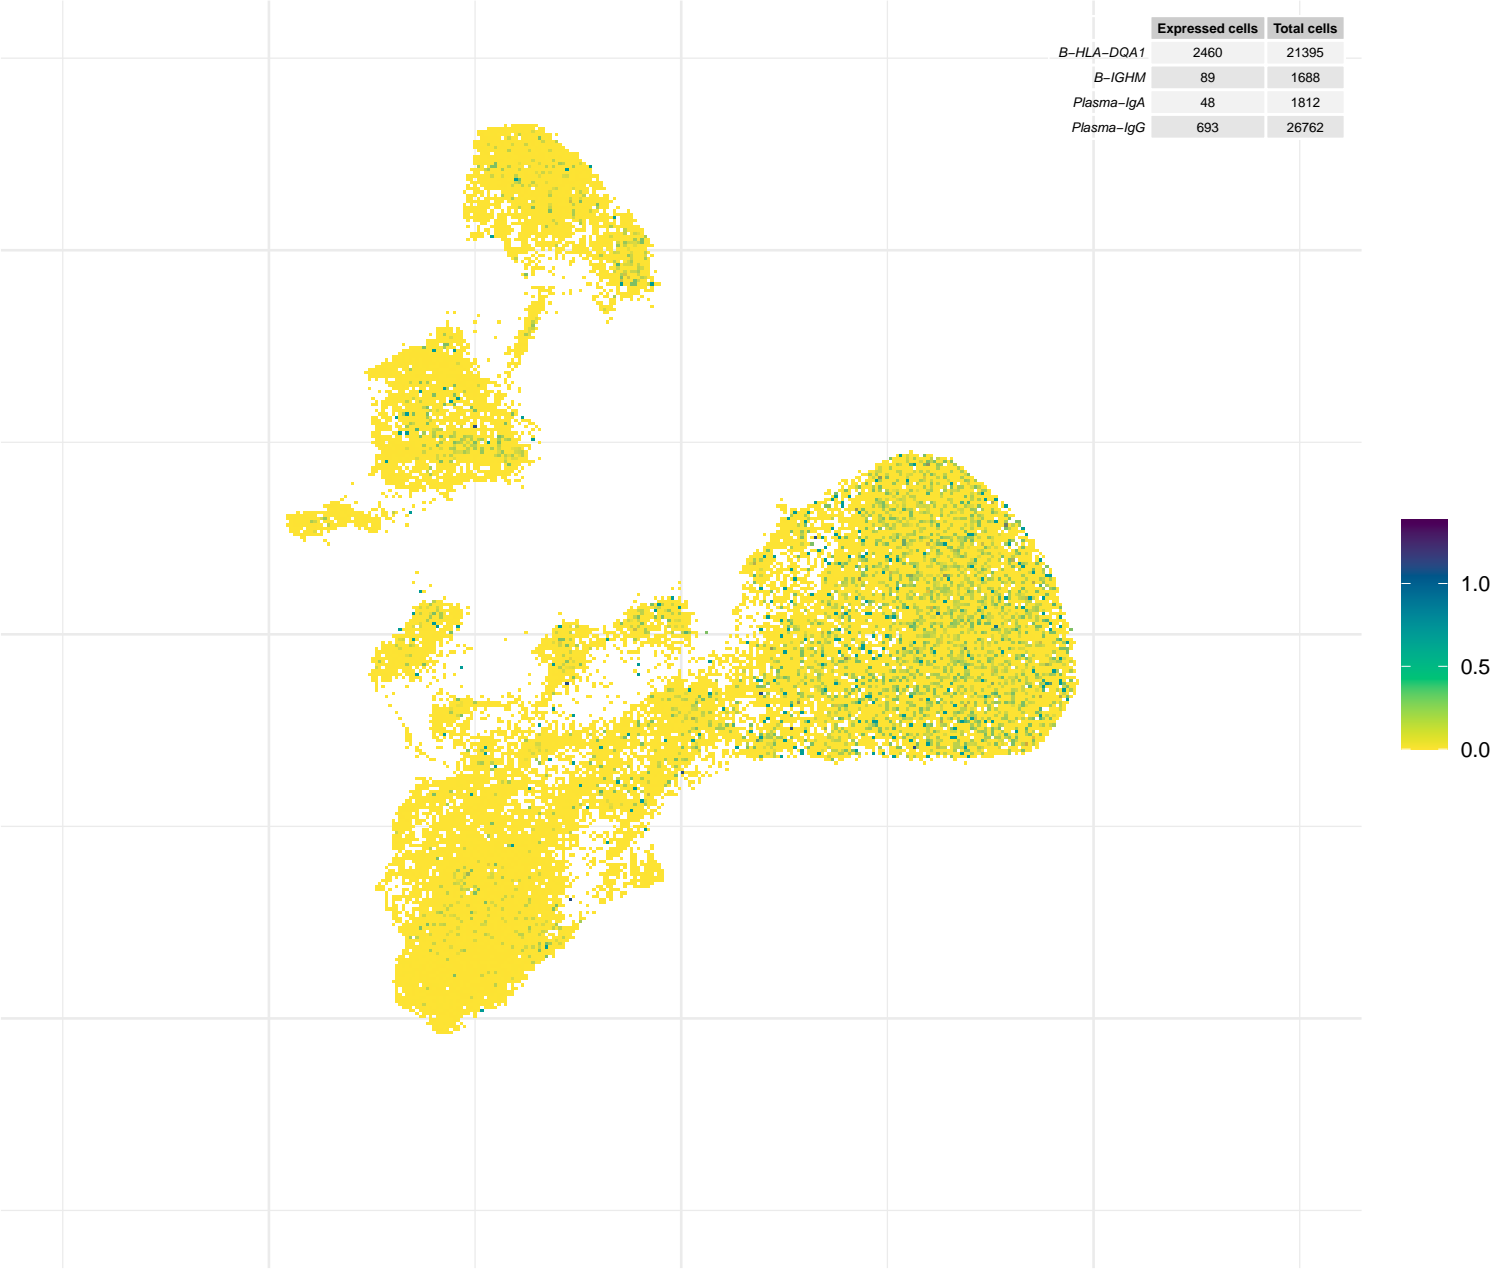 Expressed cells Total cells
B−HLA−DQA1 2460 21395
B−IGHM 89 1688
Plasma−IgA 48 1812
Plasma−IgG 693 26762
1.0
0.5
0.0